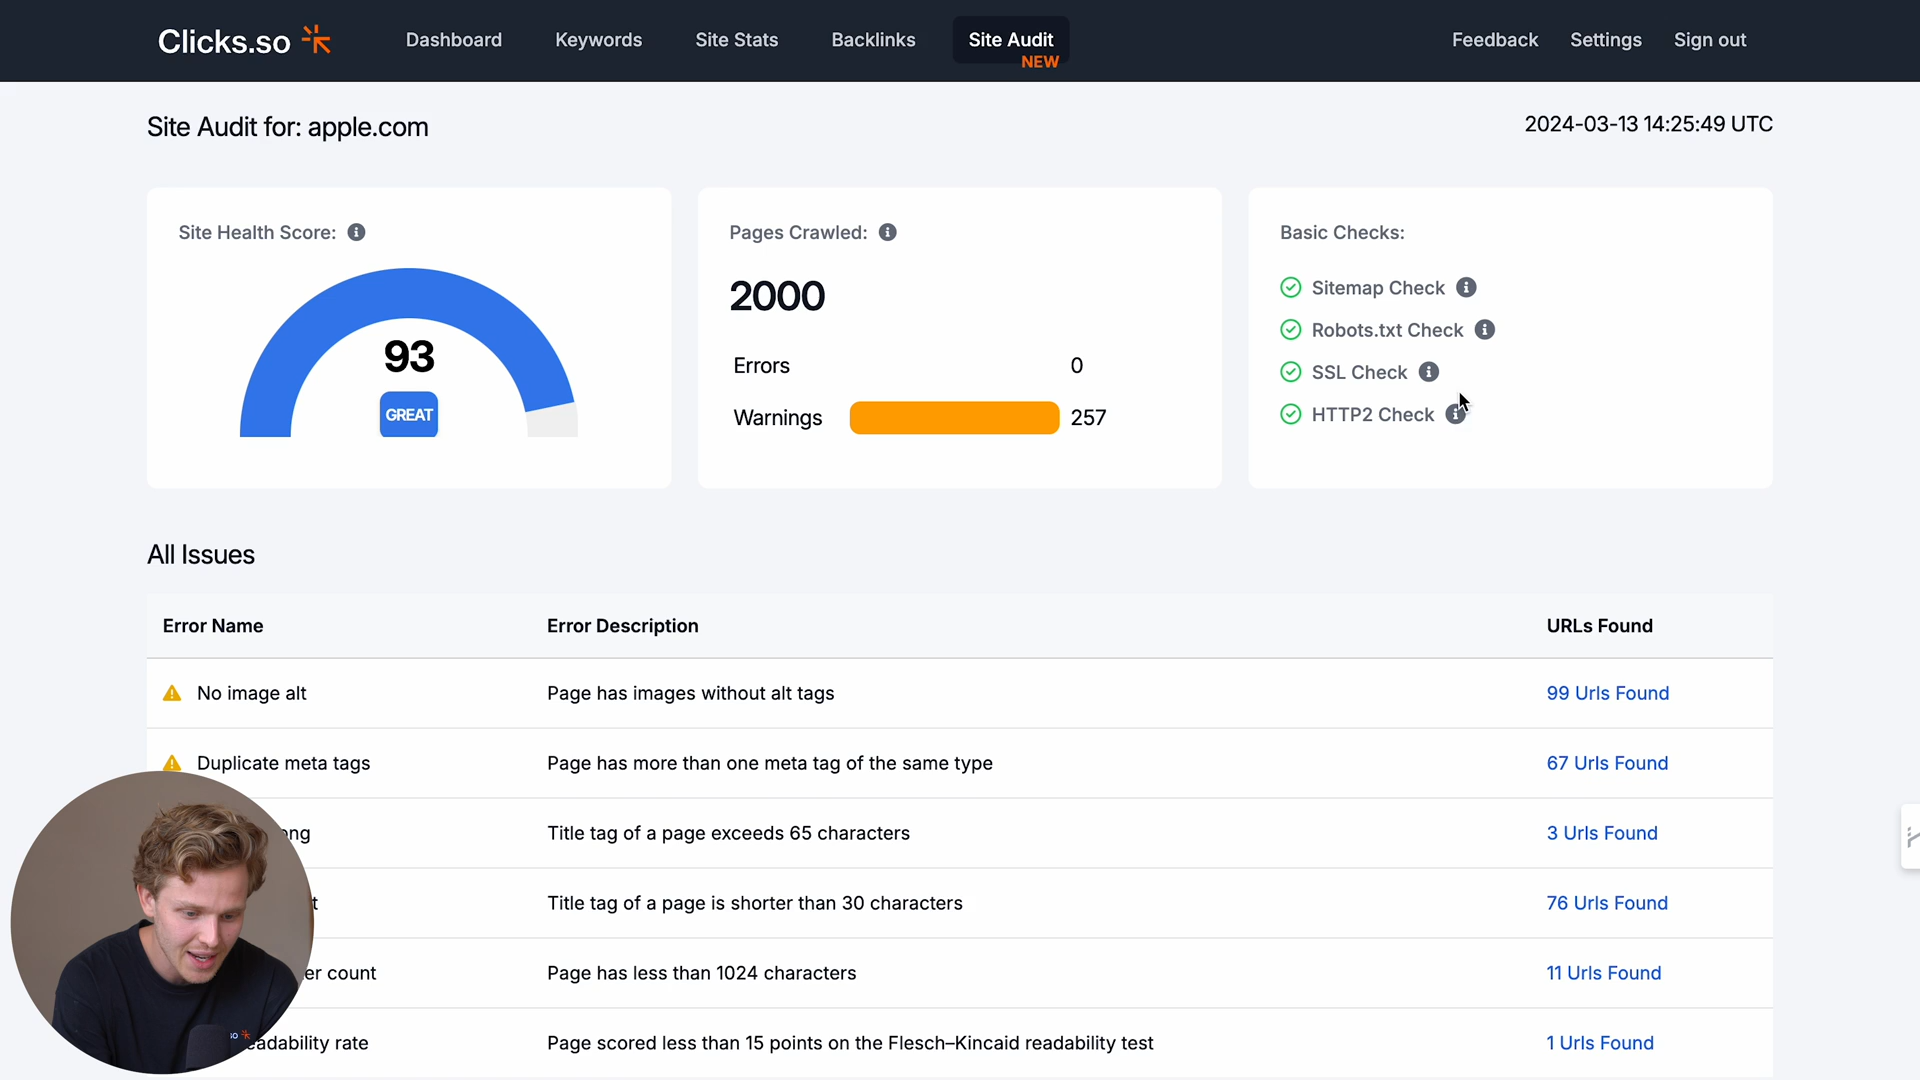 Clicks.so
Dashboard
Keywords
Site Stats
Backlinks
Site Audit
NEW
Feedback
Settings
Sign out
Site Audit for: apple.com
2024-03-13 14:25:49 UTC
Site Health Score:
93
GREAT
Pages Crawled:
2000
Errors 0
Warnings 257
Basic Checks:
Sitemap Check
Robots.txt Check
SSL Check
HTTP2 Check
All Issues
Error Name Error Description URLs Found
No image alt Page has images without alt tags 99 Urls Found
Duplicate meta tags Page has more than one meta tag of the same type 67 Urls Found
Title tag of a page exceeds 65 characters 3 Urls Found
Title tag of a page is shorter than 30 characters 76 Urls Found
count Page has less than 1024 characters 11 Urls Found
rate Page scored less than 15 points on the Flesch–Kincaid readability test 1 Urls Found